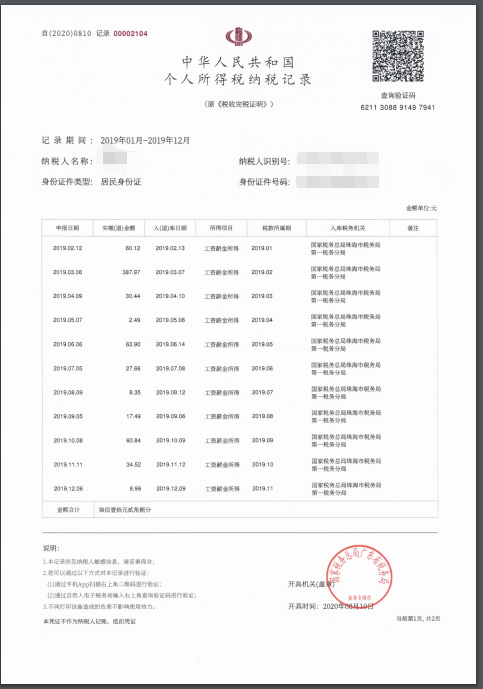 自(2020)0810 记录 00002104
中华人民共和国
个人所得税纳税记录
(原《税收完税证明》)
查询验证码
6211 3088 9149 7941
记 录 期 间： 2019年01月-2019年12月
纳税人名称：
纳税人识别号：
身份证件类型： 居民身份证
身份证件号码：
金额单位:元
申报日期 实缴(退)金额 入(退)库日期 所得项目 税款所属期 入库税务机关 备注
2019.02.12 60.12 2019.02.13 工资薪金所得 2019.01 国家税务总局珠海市税务局
第一税务分局
2019.03.06 387.97 2019.03.07 工资薪金所得 2019.02 国家税务总局珠海市税务局
第一税务分局
2019.04.09 30.44 2019.04.10 工资薪金所得 2019.03 国家税务总局珠海市税务局
第一税务分局
2019.05.07 2.49 2019.05.08 工资薪金所得 2019.04 国家税务总局珠海市税务局
第一税务分局
2019.06.06 63.90 2019.06.14 工资薪金所得 2019.05 国家税务总局珠海市税务局
第一税务分局
2019.07.05 27.66 2019.07.08 工资薪金所得 2019.06 国家税务总局珠海市税务局
第一税务分局
2019.08.09 8.35 2019.08.12 工资薪金所得 2019.07 国家税务总局珠海市税务局
第一税务分局
2019.09.05 17.49 2019.09.06 工资薪金所得 2019.08 国家税务总局珠海市税务局
第一税务分局
2019.10.08 60.84 2019.10.09 工资薪金所得 2019.09 国家税务总局珠海市税务局
第一税务分局
2019.11.11 34.52 2019.11.12 工资薪金所得 2019.10 国家税务总局珠海市税务局
第一税务分局
2019.12.06 8.99 2019.12.09 工资薪金所得 2019.11 国家税务总局珠海市税务局
第一税务分局
金额合计 柒佰壹拾元贰角捌分
说明：
1.本记录涉及纳税人敏感信息，请妥善保存；
2.您可以通过以下方式对本记录进行验证：
(1)通过手机App扫描右上角二维码进行验证；
(2)通过自然人电子税务局输入右上角查询验证码进行验证；
3.不同打印设备造成的色差不影响使用效力。
本凭证不作为纳税人记账、抵扣凭证
国家税务总局广东省税务局
业务专用章
开具机关(盖章)
开具时间：2020年08月10日
当前第1页，共2页